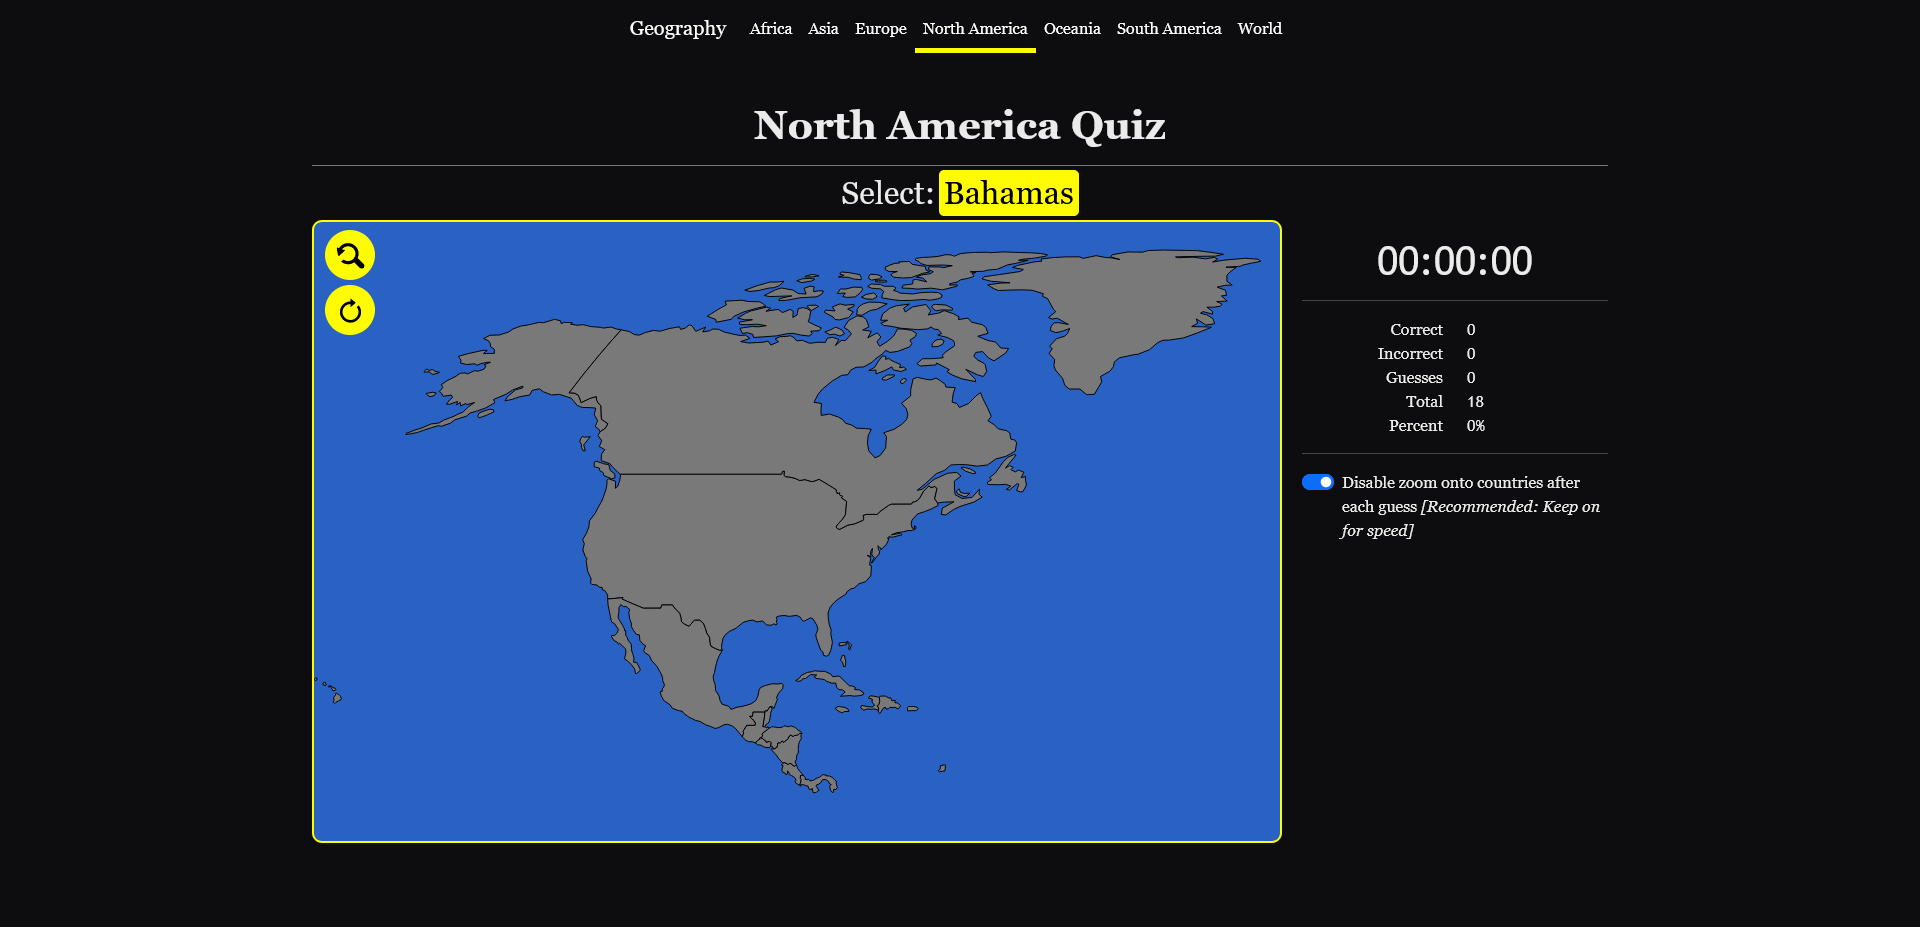 Geography Africa Asia Europe North America Oceania South America World
North America Quiz
Select: Bahamas
00:00:00
Correct 0
Incorrect 0
Guesses 0
Total 18
Percent 0%
Disable zoom onto countries after
each guess [Recommended: Keep on
for speed]